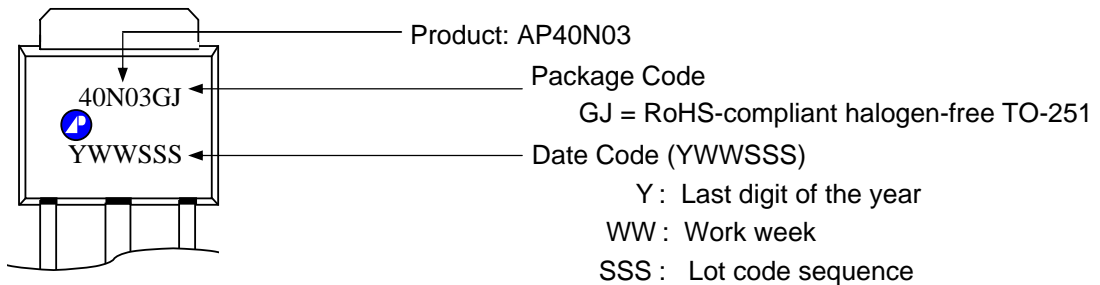 Product: AP40N03
Package Code
40N03GJ
GJ = RoHS-compliant halogen-free TO-251
YWWSSS
Date Code (YWWSSS)
Y : Last digit of the year
WW : Work week
SSS : Lot code sequence